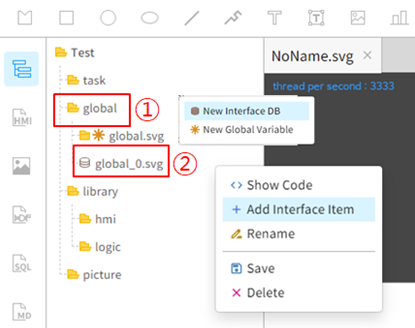 Test
NoName.svg ×
task
thread per second : 3333
global ①
New Interface DB
New Global Variable
global.svg
global_0.svg ②
library
hmi
logic
picture
Show Code
Add Interface Item
Rename
Save
Delete
HMI
SQL
MD